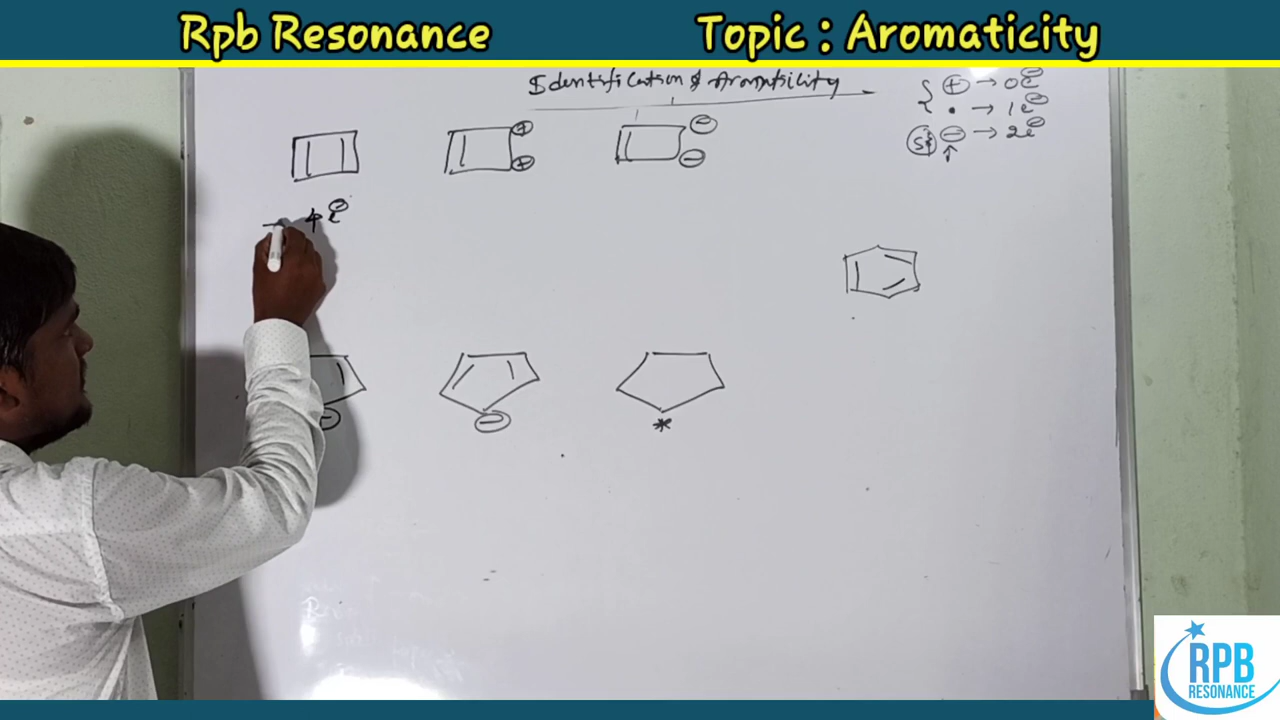 Rpb Resonance
Topic : Aromaticity
Identification of Aromaticity
⊕ → 0e⊖
• → 1e⊖
⊖ → 2e⊖
⊕
⊕
⊖
⊖
4e⊖
⊖
⊖
*
RPB
RESONANCE